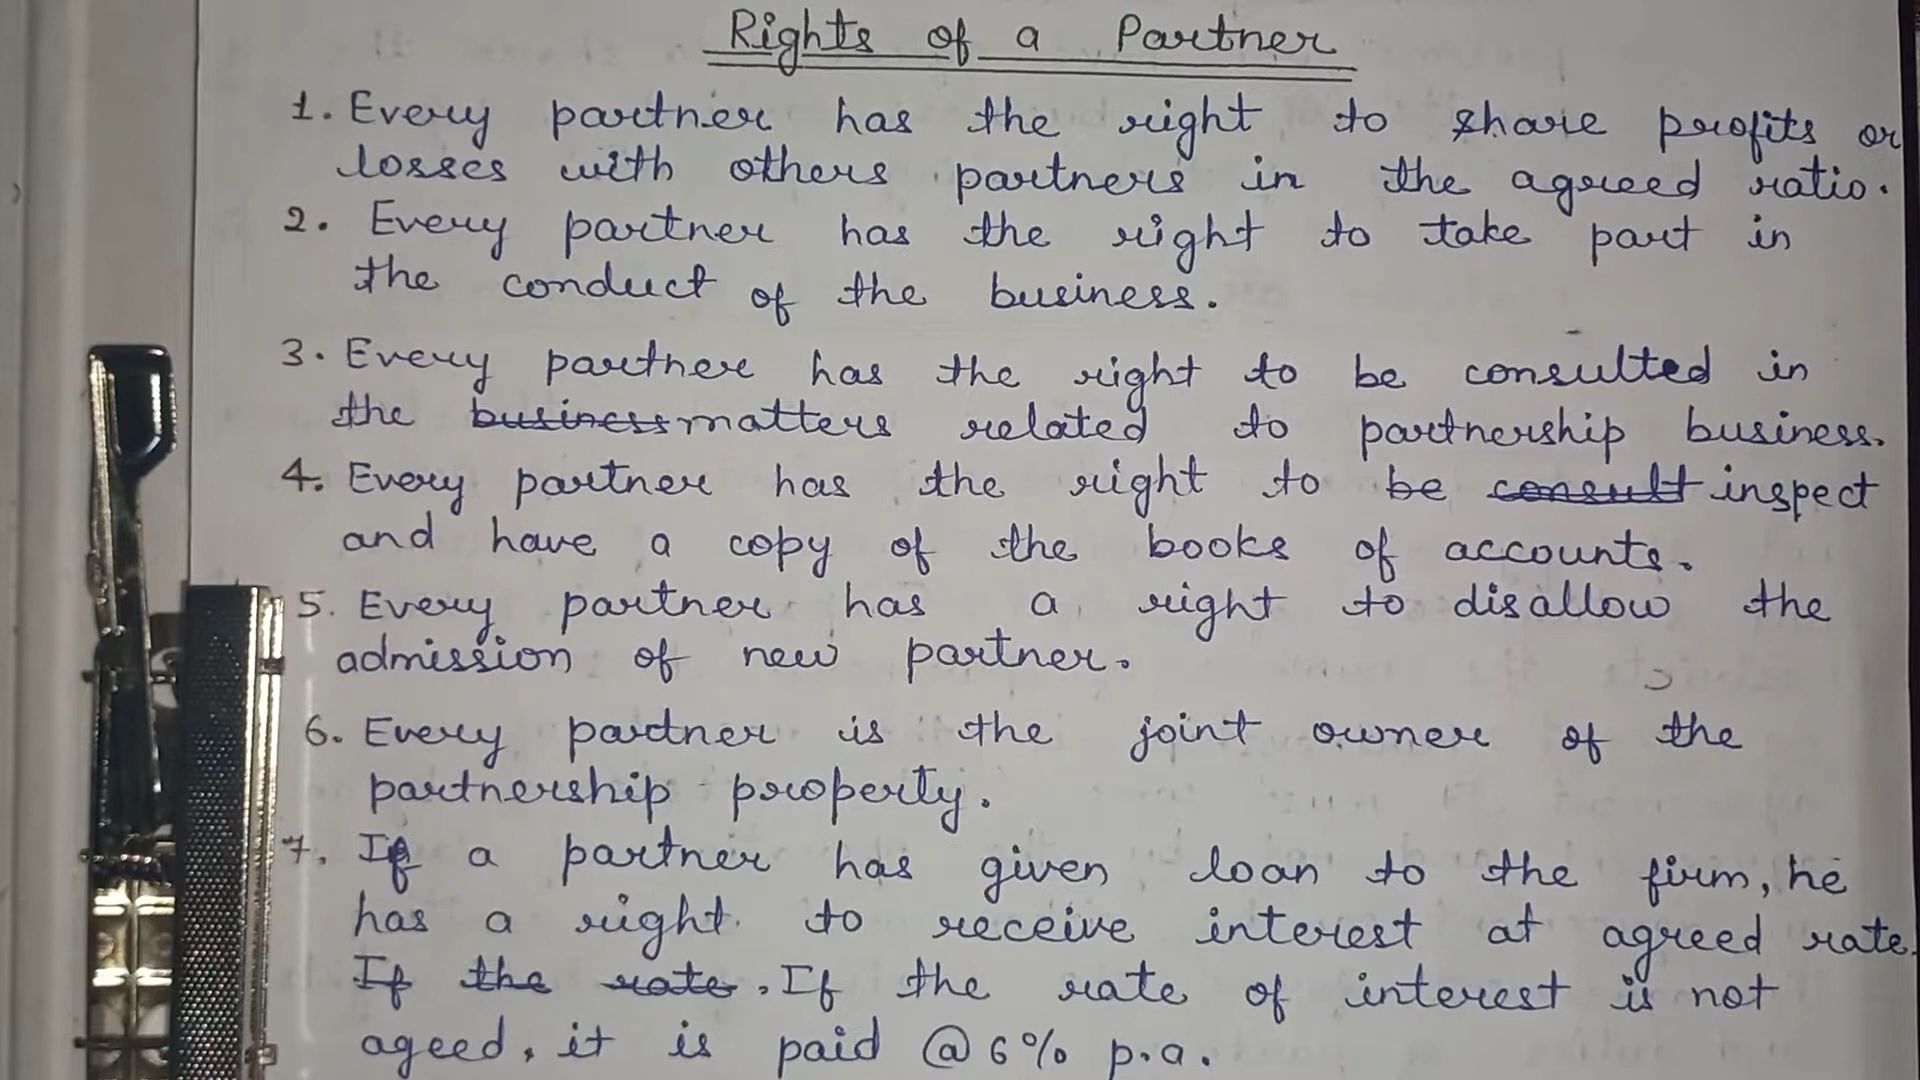 Rights of a Partner
1. Every partner has the right to share profits or
losses with others partners in the agreed ratio.
2. Every partner has the right to take part in
the conduct of the business.
3. Every partner has the right to be consulted in
the business matters related to partnership business.
4. Every partner has the right to be consult inspect
and have a copy of the books of accounts.
5. Every partner has a right to disallow the
admission of new partner.
6. Every partner is the joint owner of the
partnership property.
7. If a partner has given loan to the firm, he
has a right to receive interest at agreed rate.
If the rate. If the rate of interest is not
ageed, it is paid @ 6% p.a.